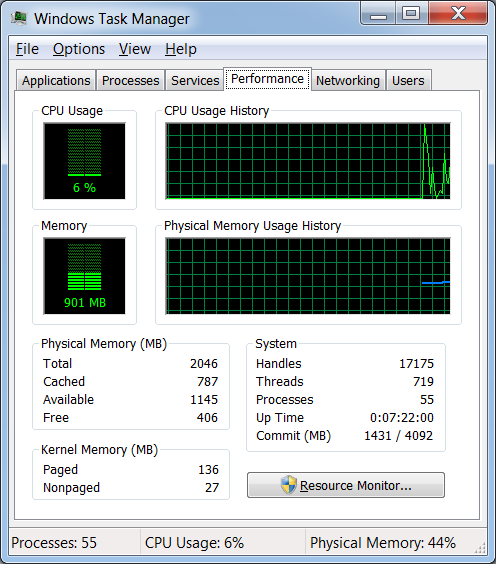 Windows Task Manager
File Options View Help
Applications Processes Services Performance Networking Users
CPU Usage CPU Usage History
6 %
Memory Physical Memory Usage History
901 MB
Physical Memory (MB)
Total 2046
Cached 787
Available 1145
Free 406
Kernel Memory (MB)
Paged 136
Nonpaged 27
System
Handles 17175
Threads 719
Processes 55
Up Time 0:07:22:00
Commit (MB) 1431 / 4092
Resource Monitor...
Processes: 55 CPU Usage: 6% Physical Memory: 44%